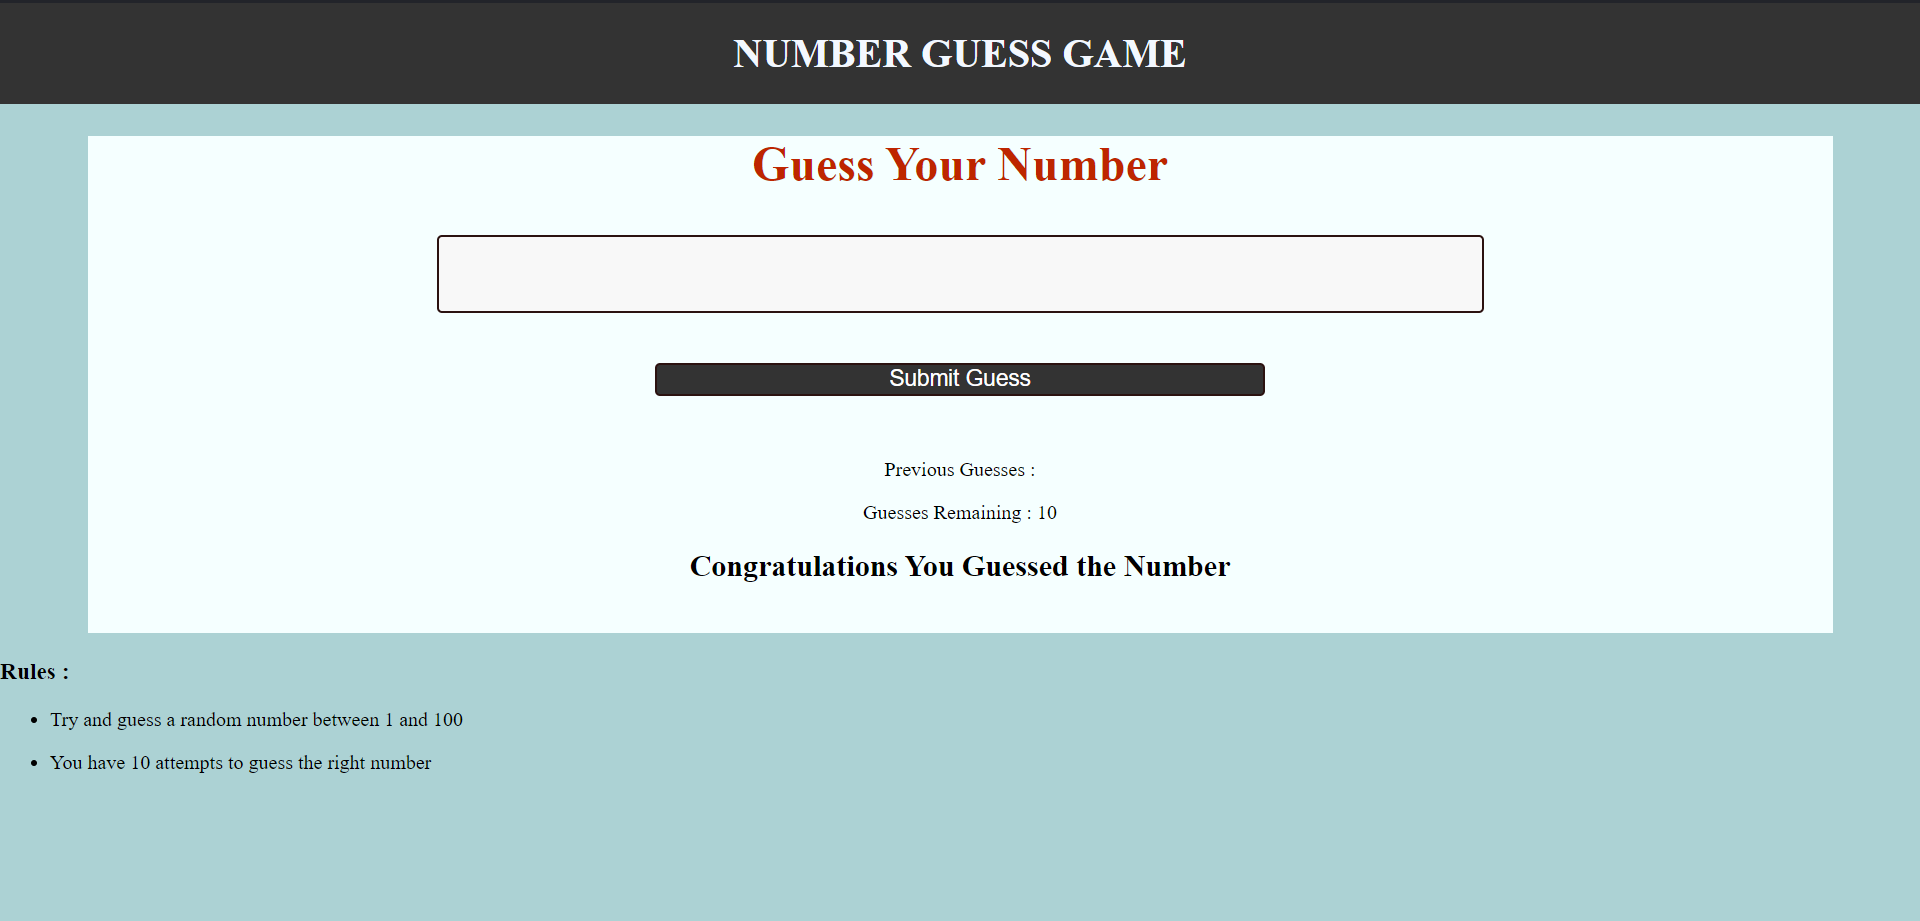 NUMBER GUESS GAME
Guess Your Number
Submit Guess
Previous Guesses :
Guesses Remaining : 10
Congratulations You Guessed the Number
Rules :
Try and guess a random number between 1 and 100
You have 10 attempts to guess the right number